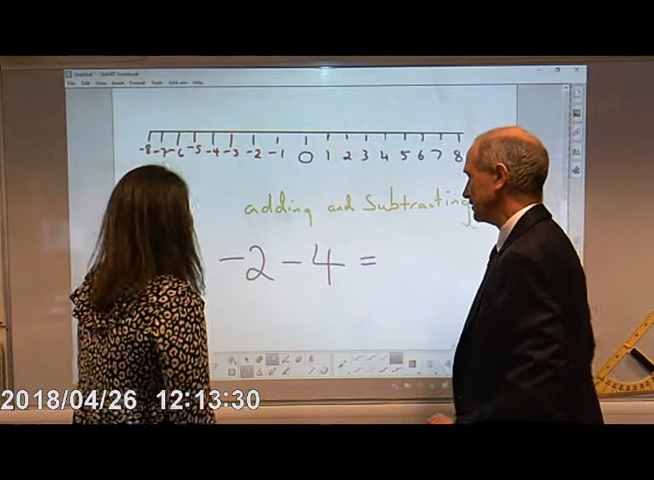 -8 -7 -6 -5 -4 -3 -2 -1 0 1 2 3 4 5 6 7 8
adding and Subtracting
-2 - 4 =
2018/04/26 12:13:30